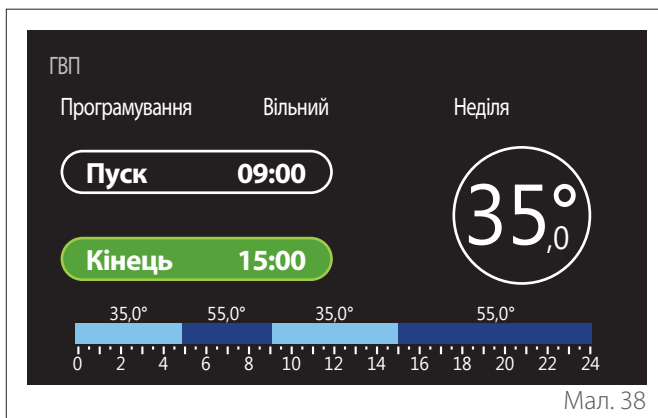 ГВП
Програмування Вільний Неділя
Пуск 09:00
35,0°
Кінець 15:00
35,0° 55,0° 35,0° 55,0°
0 2 4 6 8 10 12 14 16 18 20 22 24
Мал. 38